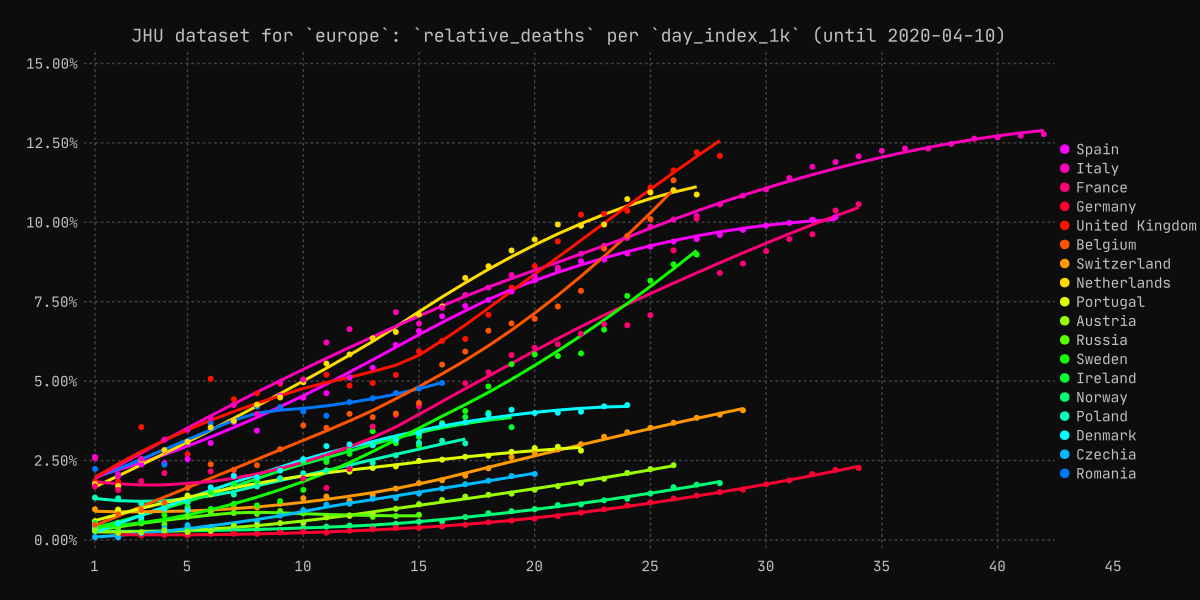 JHU dataset for `europe`: `relative_deaths` per `day_index_1k` (until 2020-04-10)
15.00%
12.50%
10.00%
7.50%
5.00%
2.50%
0.00%
1 5 10 15 20 25 30 35 40 45
Spain
Italy
France
Germany
United Kingdom
Belgium
Switzerland
Netherlands
Portugal
Austria
Russia
Sweden
Ireland
Norway
Poland
Denmark
Czechia
Romania